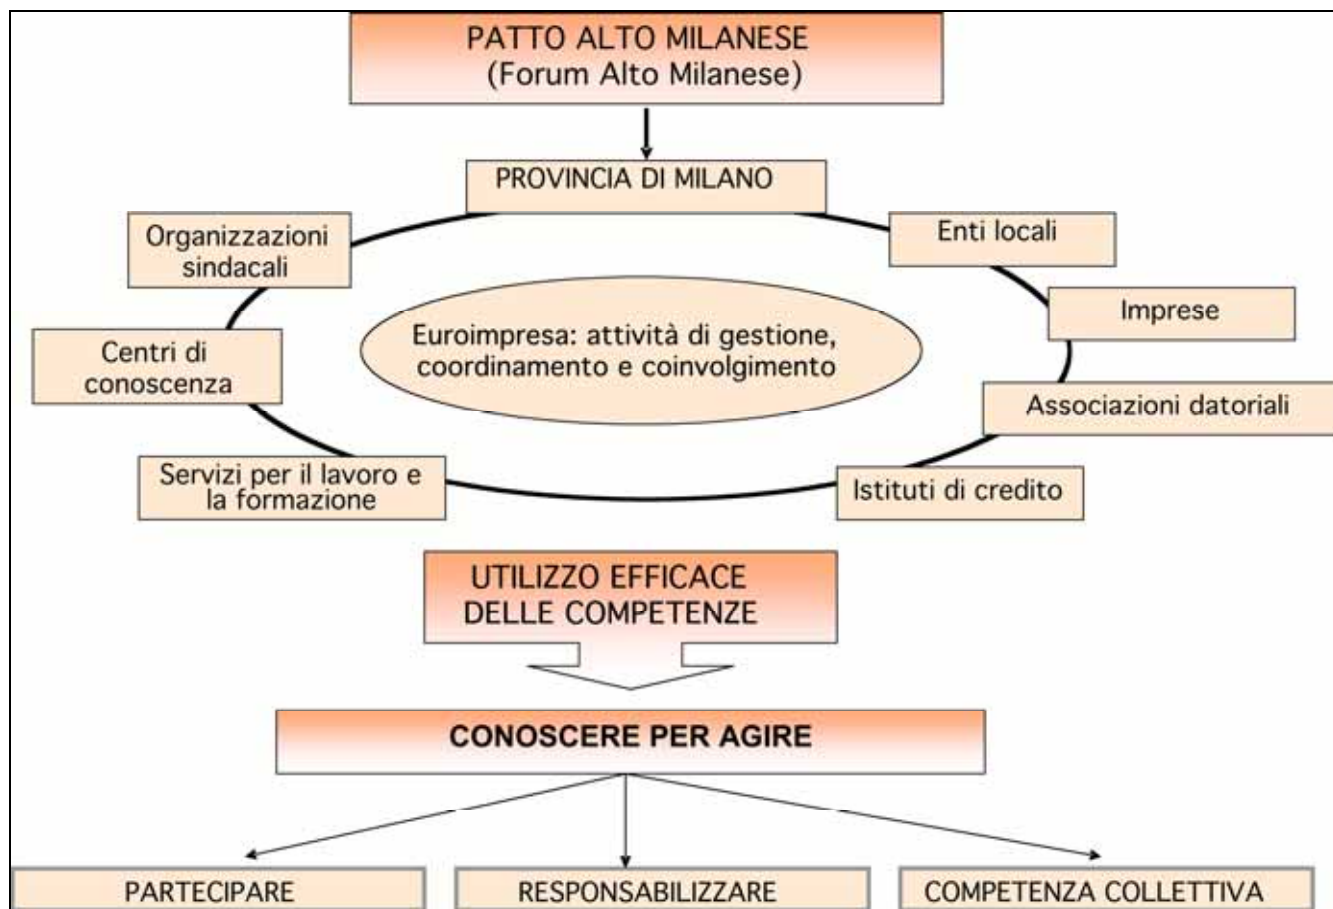 PATTO ALTO MILANESE
(Forum Alto Milanese)
PROVINCIA DI MILANO
Organizzazioni
sindacali
Enti locali
Imprese
Euroimpresa: attività di gestione,
coordinamento e coinvolgimento
Centri di
conoscenza
Associazioni datoriali
Servizi per il lavoro e
la formazione
Istituti di credito
UTILIZZO EFFICACE
DELLE COMPETENZE
CONOSCERE PER AGIRE
PARTECIPARE
RESPONSABILIZZARE
COMPETENZA COLLETTIVA